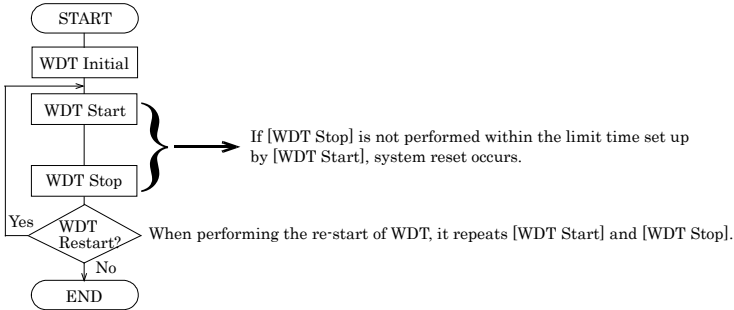 START
WDT Initial
WDT Start
If [WDT Stop] is not performed within the limit time set up
by [WDT Start], system reset occurs.
WDT Stop
Yes
WDT
Restart?
When performing the re-start of WDT, it repeats [WDT Start] and [WDT Stop].
No
END